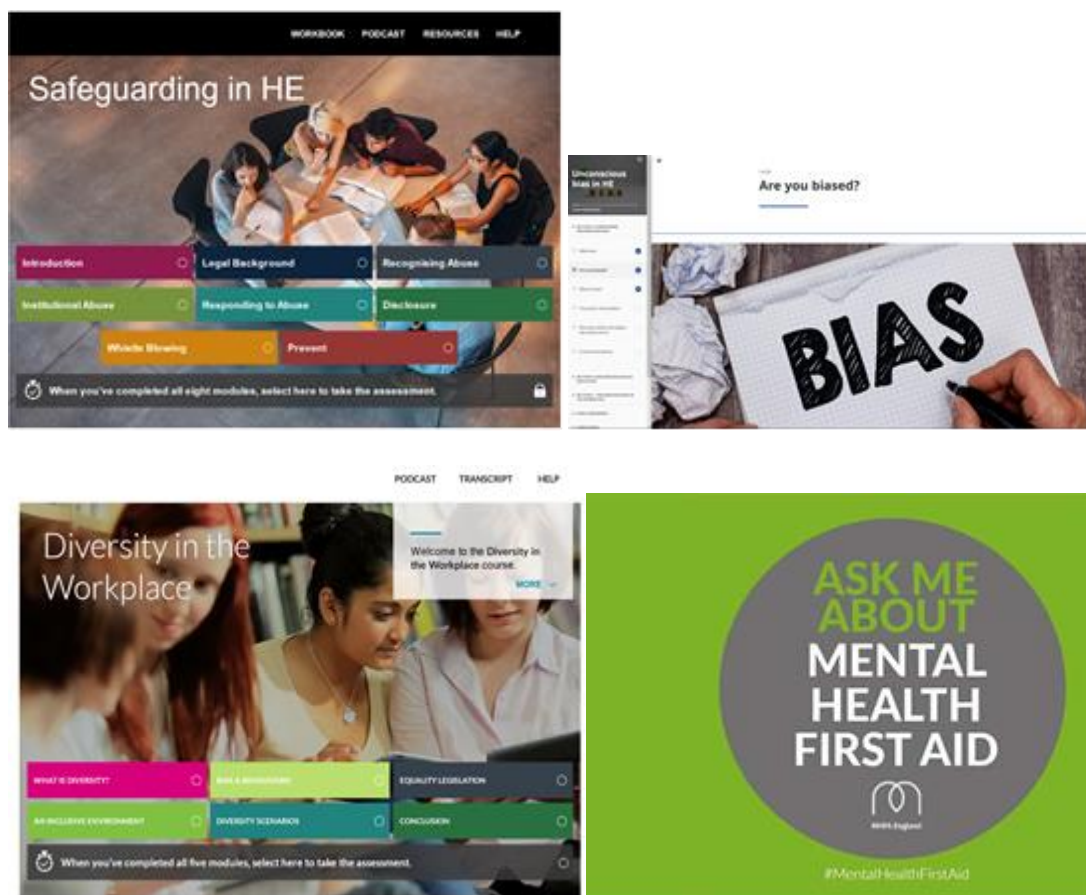 WORKBOOK PODCAST RESOURCES HELP
Safeguarding in HE
Introduction
Legal Background
Recognising Abuse
Institutional Abuse
Responding to Abuse
Disclosure
Whistle Blowing
Prevent
When you've completed all eight modules, select here to take the assessment.
Unconscious
bias in HE
Are you biased?
BIAS
PODCAST TRANSCRIPT HELP
Diversity in the
Workplace
Welcome to the Diversity in
the Workplace course.
MORE
WHAT IS DIVERSITY?
EQUALITY LEGISLATION
AN INCLUSIVE ENVIRONMENT
DIVERSITY SCENARIOS
CONCLUSION
When you've completed all five modules, select here to take the assessment.
ASK ME
ABOUT
MENTAL
HEALTH
FIRST AID
MHFA England
#MentalHealthFirstAid